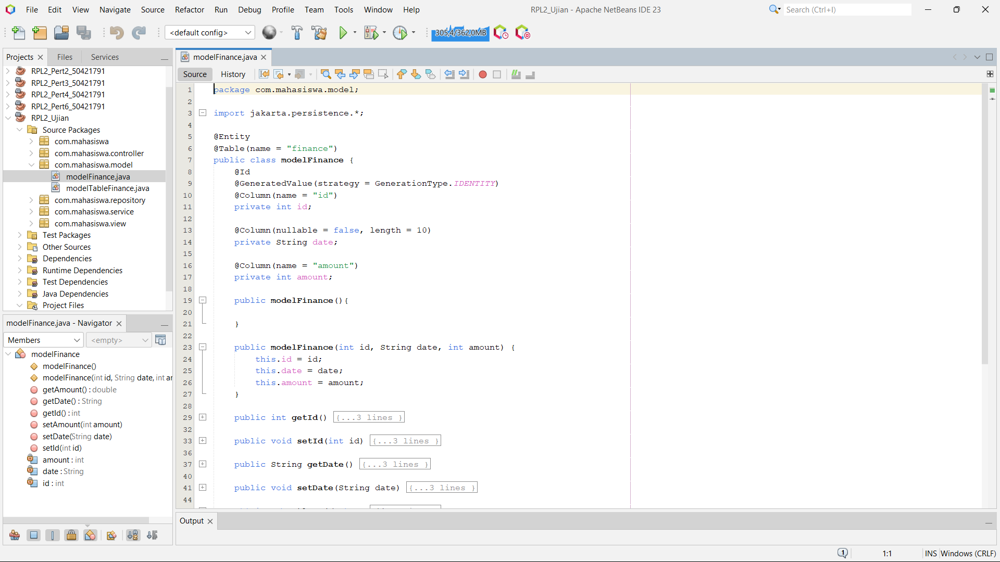 File Edit View Navigate Source Refactor Run Debug Profile Team Tools Window Help
RPL2_Ujian - Apache NetBeans IDE 23
Search (Ctrl+I)
<default config>
305,4/362,0MB
Projects Files Services
RPL2_Pert2_50421791
RPL2_Pert3_50421791
RPL2_Pert4_50421791
RPL2_Pert6_50421791
RPL2_Ujian
Source Packages
com.mahasiswa
com.mahasiswa.controller
com.mahasiswa.model
modelFinance.java
modelTableFinance.java
com.mahasiswa.repository
com.mahasiswa.service
com.mahasiswa.view
Test Packages
Other Sources
Dependencies
Runtime Dependencies
Test Dependencies
Java Dependencies
Project Files
modelFinance.java - Navigator
Members <empty>
modelFinance
modelFinance()
modelFinance(int id, String date, int ar
getAmount() : double
getDate() : String
getId() : int
setAmount(int amount)
setDate(String date)
setId(int id)
amount : int
date : String
id : int
modelFinance.java
Source History
1 package com.mahasiswa.model;
2
3 import jakarta.persistence.*;
4
5 @Entity
6 @Table(name = "finance")
7 public class modelFinance {
8 @Id
9 @GeneratedValue(strategy = GenerationType.IDENTITY)
10 @Column(name = "id")
11 private int id;
12
13 @Column(nullable = false, length = 10)
14 private String date;
15
16 @Column(name = "amount")
17 private int amount;
18
19 public modelFinance(){
20
21 }
22
23 public modelFinance(int id, String date, int amount) {
24 this.id = id;
25 this.date = date;
26 this.amount = amount;
27 }
28
29 public int getId() {...3 lines }
32
33 public void setId(int id) {...3 lines }
36
37 public String getDate() {...3 lines }
40
41 public void setDate(String date) {...3 lines }
44
Output
1 1:1 INS Windows (CRLF)